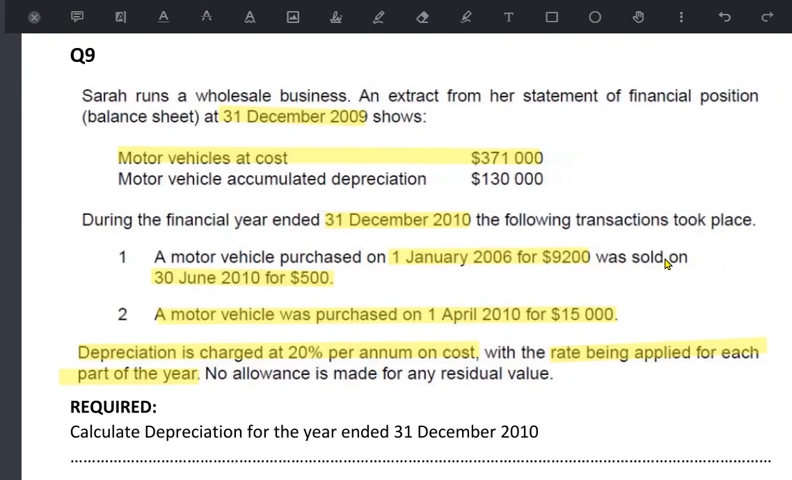 Q9
Sarah runs a wholesale business. An extract from her statement of financial position
(balance sheet) at 31 December 2009 shows:
Motor vehicles at cost $371 000
Motor vehicle accumulated depreciation $130 000
During the financial year ended 31 December 2010 the following transactions took place.
1 A motor vehicle purchased on 1 January 2006 for $9200 was sold on
30 June 2010 for $500.
2 A motor vehicle was purchased on 1 April 2010 for $15 000.
Depreciation is charged at 20% per annum on cost, with the rate being applied for each
part of the year. No allowance is made for any residual value.
REQUIRED:
Calculate Depreciation for the year ended 31 December 2010